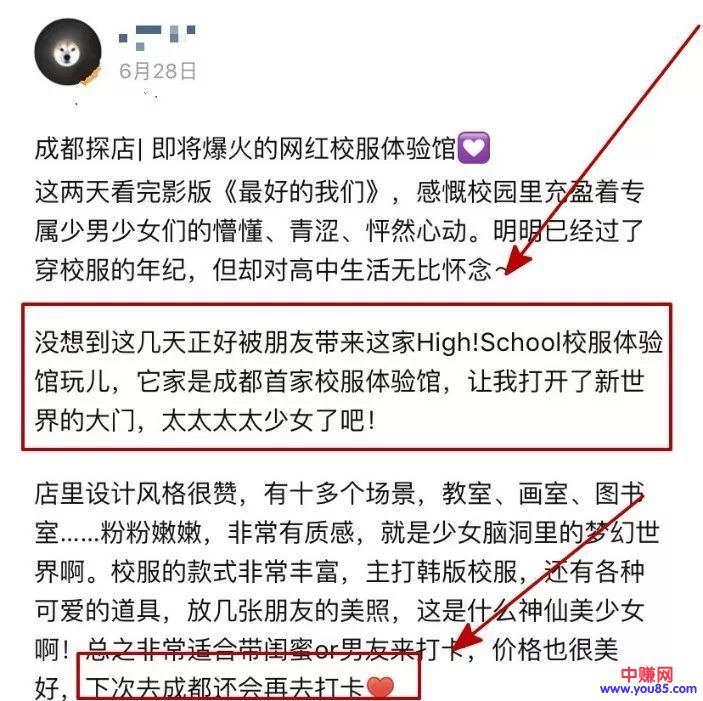 6月28日
成都探店| 即将爆火的网红校服体验馆💜
这两天看完影版《最好的我们》，感慨校园里充盈着专
属少男少女们的懵懂、青涩、怦然心动。明明已经过了
穿校服的年纪，但却对高中生活无比怀念~
没想到这几天正好被朋友带来这家High!School校服体验
馆玩儿，它家是成都首家校服体验馆，让我打开了新世
界的大门，太太太太少女了吧！
店里设计风格很赞，有十多个场景，教室、画室、图书
室......粉粉嫩嫩，非常有质感，就是少女脑洞里的梦幻世
界啊。校服的款式非常丰富，主打韩版校服，还有各种
可爱的道具，放几张朋友的美照，这是什么神仙美少女
啊！总之非常适合带闺蜜or男友来打卡，价格也很美
好，下次去成都还会再去打卡❤️
中赚网
www.you85.com